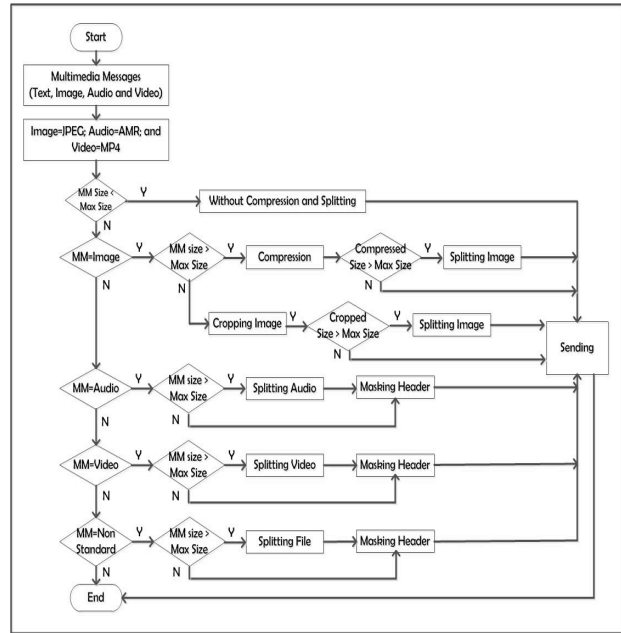 Start
Multimedia Messages
(Text, Image, Audio and Video)
Image=JPEG; Audio=AMR; and
Video=MP4
MM Size <
Max Size
Y
Without Compression and Splitting
N
MM=Image
Y
MM size >
Max Size
Y
Compression
Compressed
Size > Max Size
Y
Splitting Image
N
N
N
Cropping Image
Y
Cropped
Size > Max Size
Y
Splitting Image
N
Sending
MM=Audio
Y
MM size >
Max Size
Y
Splitting Audio
Masking Header
N
N
MM=Video
Y
MM size >
Max Size
Y
Splitting Video
Masking Header
N
N
MM=Non
Standard
Y
MM size >
Max Size
Y
Splitting File
Masking Header
N
N
End